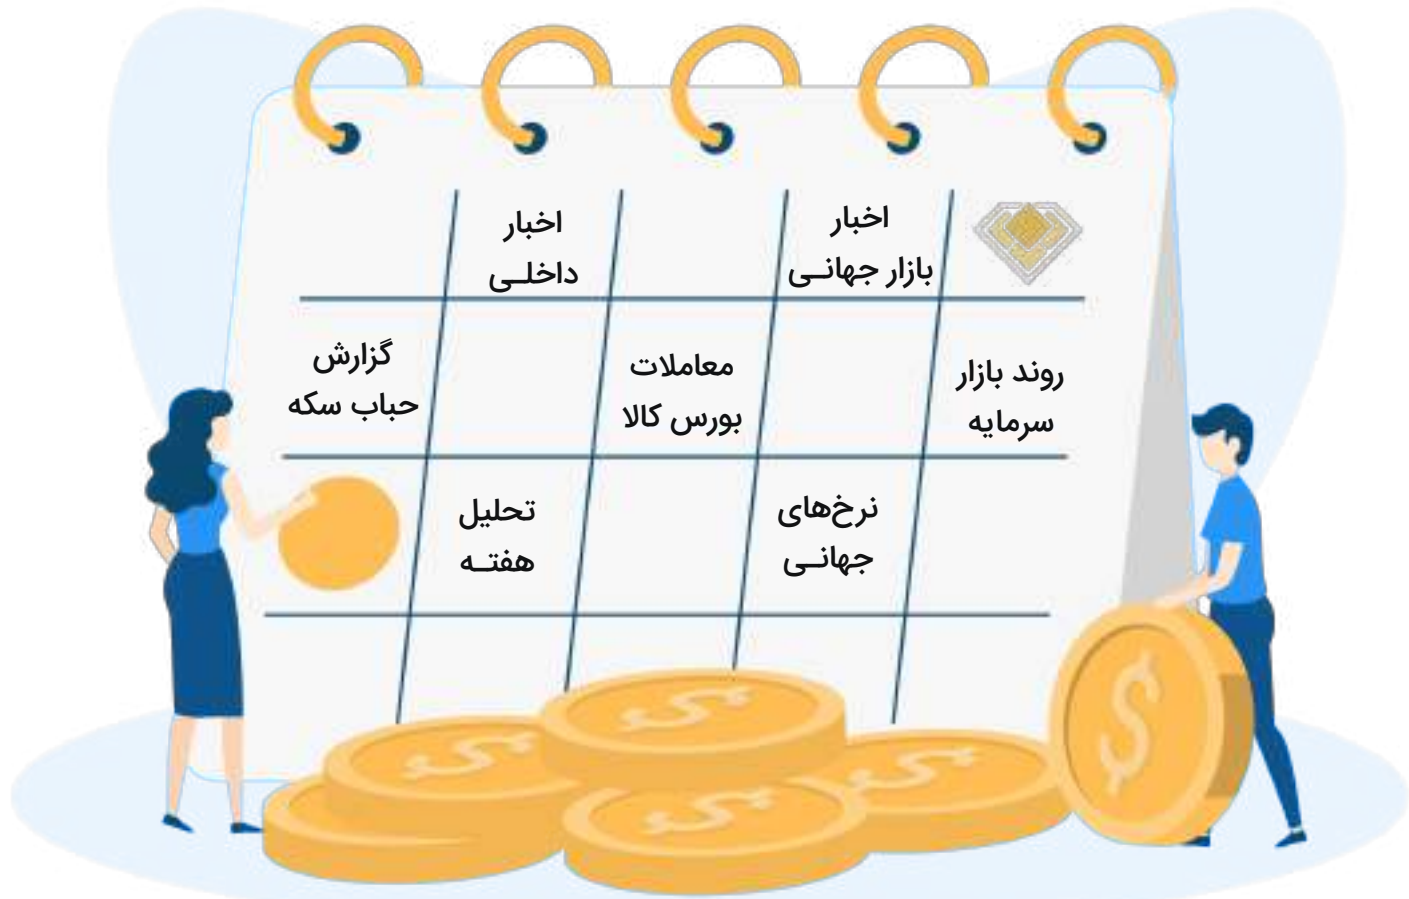 اخبار
بازار جهانـی
اخبار
داخلـی
روند بازار
سرمایه
معاملات
بورس کالا
گزارش
حباب سکه
نرخ‌های
جهانـی
تحلیل
هفتـه